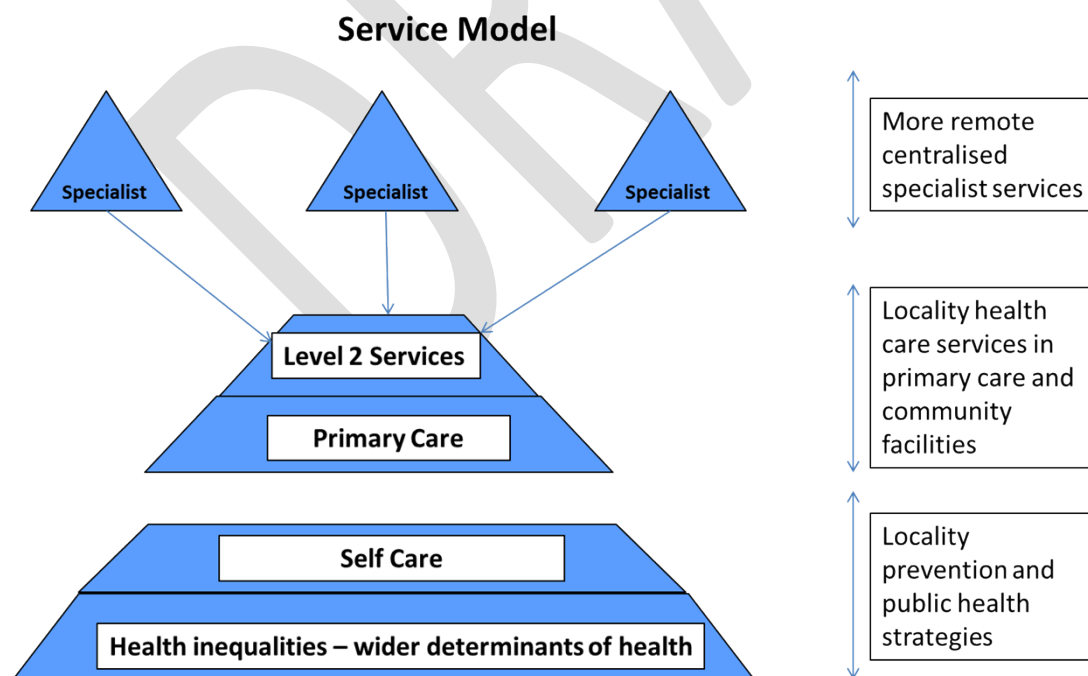 Service Model
Specialist
Specialist
Specialist
More remote
centralised
specialist services
Level 2 Services
Primary Care
Locality health
care services in
primary care and
community
facilities
Self Care
Health inequalities – wider determinants of health
Locality
prevention and
public health
strategies